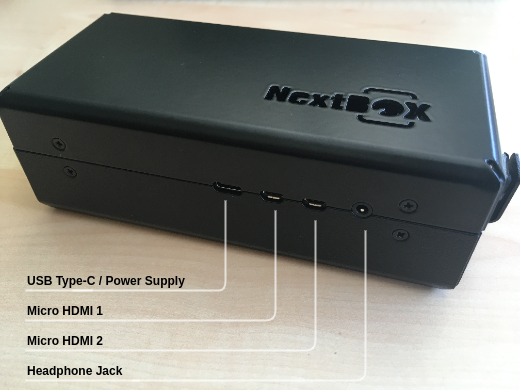 NextBOX
USB Type-C / Power Supply
Micro HDMI 1
Micro HDMI 2
Headphone Jack